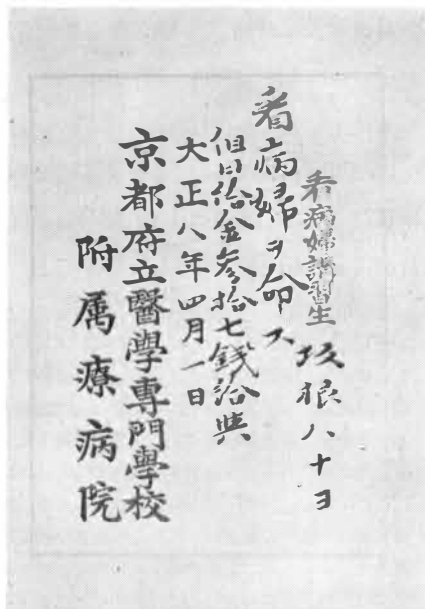 看病婦講習生
坂根八十ヨ
看病婦ヲ命ス
但日給金参拾七銭給與
大正八年四月一日
京都府立醫學專門學校
附属療病院